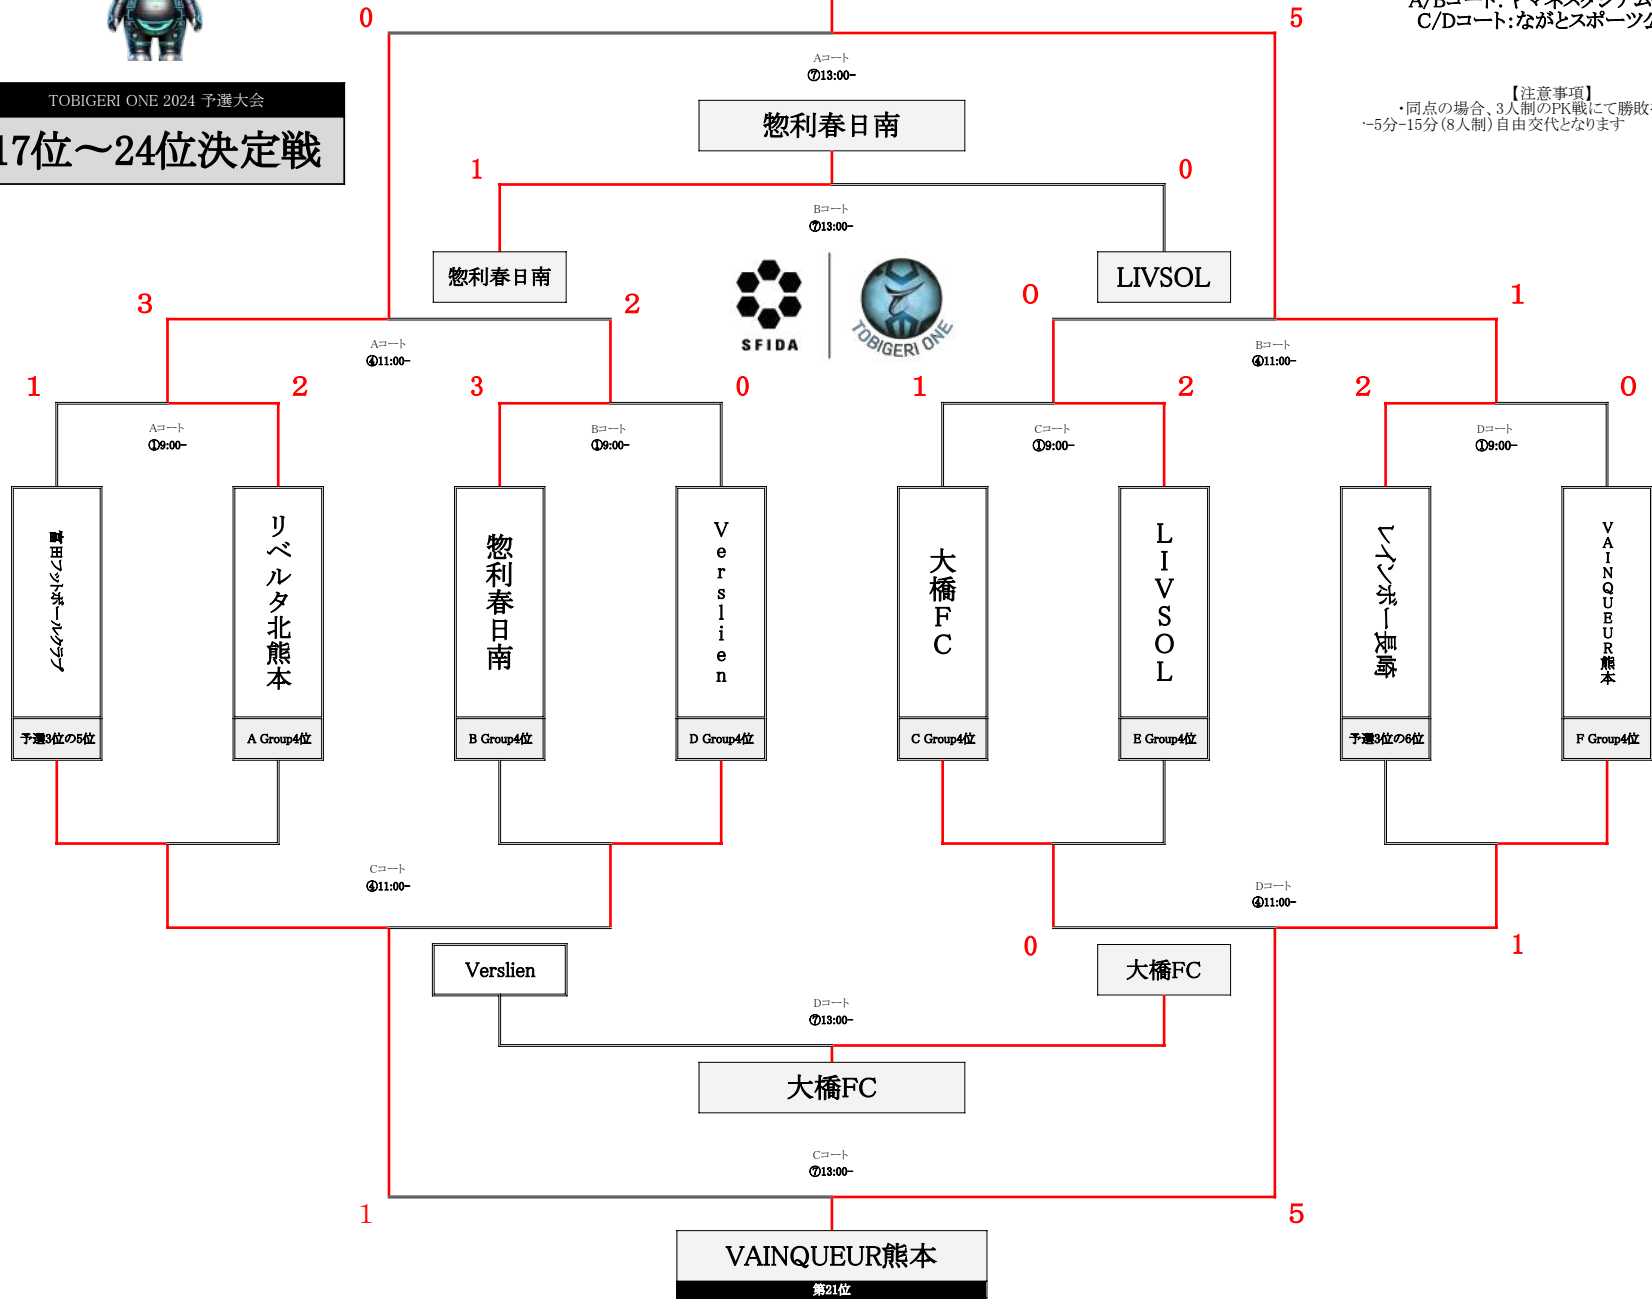 0
5
C/Dコート：ながとスポーツ
Aコート
⑦13:00-
TOBIGERI ONE 2024 予選大会
17位～24位決定戦
【注意事項】
・同点の場合、3人制のPK戦にて勝敗
-5分-15分(8人制)自由交代となります
惣利春日南
1
0
Bコート
⑦13:00-
惣利春日南
LIVSOL
SFIDA
TOBIGERI ONE
3
2
0
1
Aコート
④11:00-
Bコート
④11:00-
1
2
3
0
1
2
2
0
Aコート
①9:00-
Bコート
①9:00-
Cコート
①9:00-
Dコート
①9:00-
富田フットボールクラブ
リベルタ北熊本
惣利春日南
Verslien
大橋FC
LIVSOL
レインボー長崎
VAINQUEUR熊本
予選3位の5位
A Group4位
B Group4位
D Group4位
C Group4位
E Group4位
予選3位の6位
F Group4位
Cコート
④11:00-
Dコート
④11:00-
0
1
Verslien
大橋FC
Dコート
⑦13:00-
大橋FC
Cコート
⑦13:00-
1
5
VAINQUEUR熊本
第21位